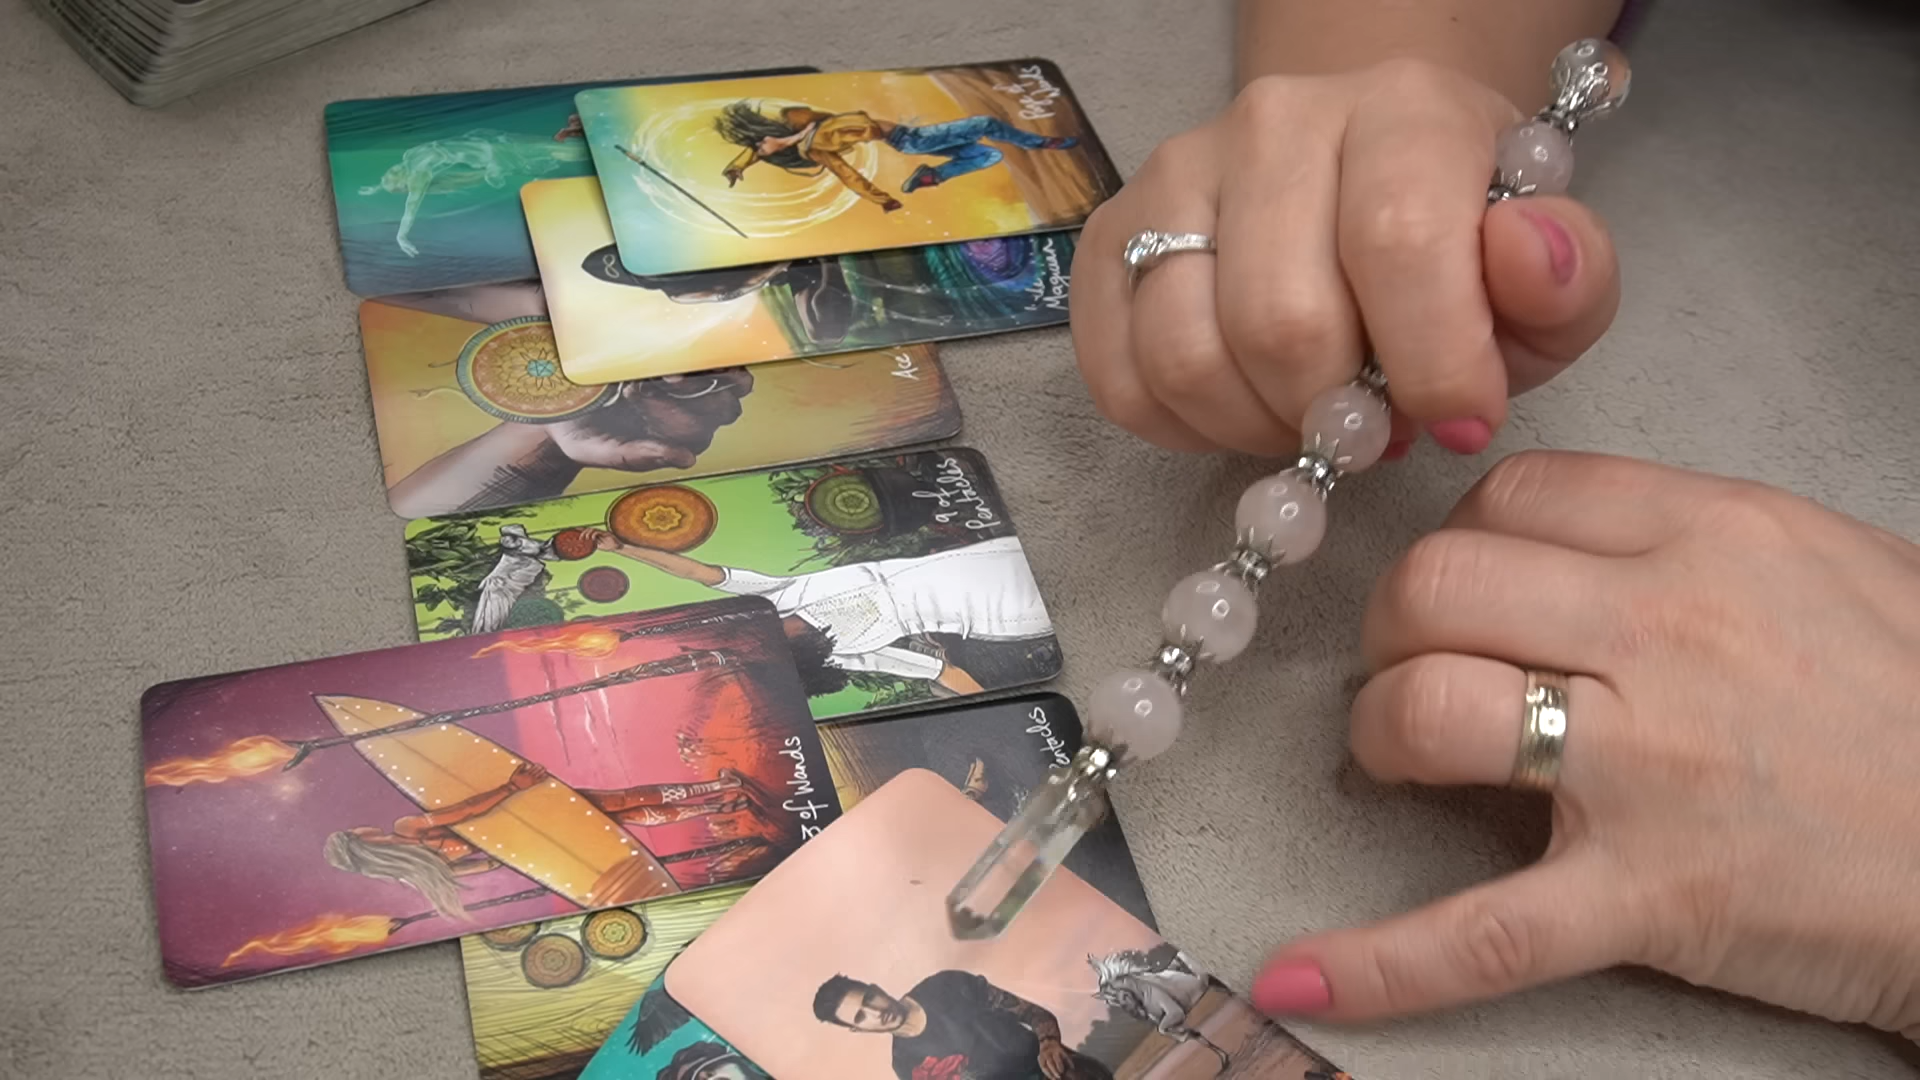 Page of
Wands
The
Magician
Ace
9 of
Pentacles
3 of Wands
Pentacles